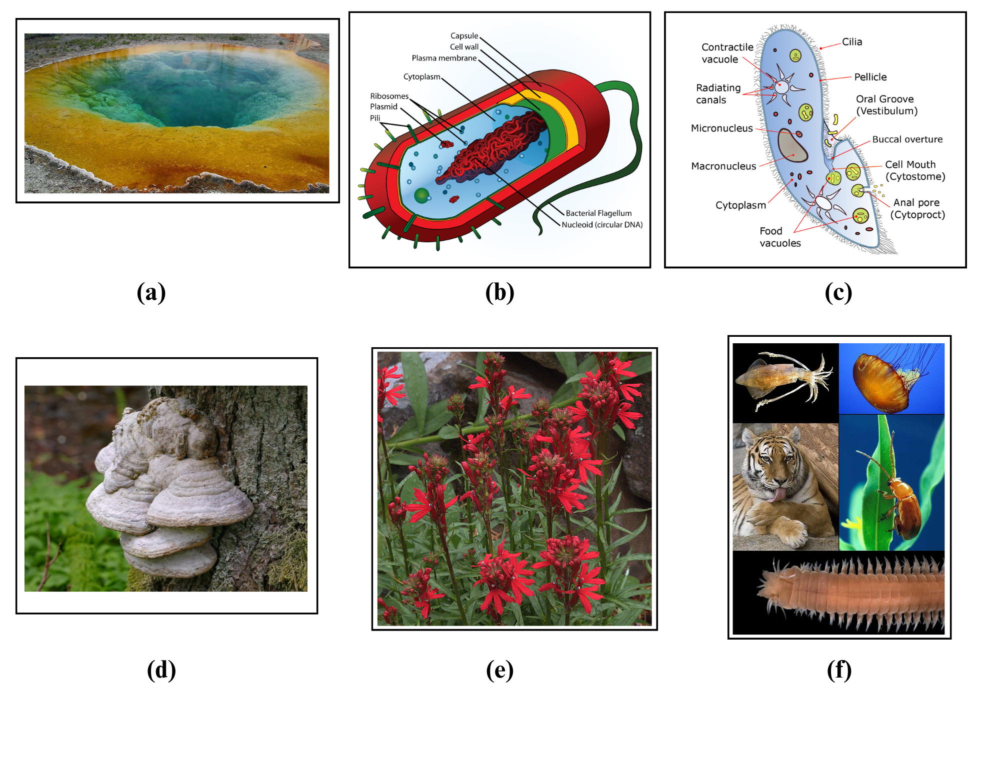 Capsule
Cell wall
Plasma membrane
Cytoplasm
Ribosomes
Plasmid
Pili
Bacterial Flagellum
Nucleoid (circular DNA)
Contractile
vacuole
Radiating
canals
Micronucleus
Macronucleus
Cytoplasm
Food
vacuoles
Cilia
Pellicle
Oral Groove
(Vestibulum)
Buccal overture
Cell Mouth
(Cytostome)
Anal pore
(Cytoproct)
(a)
(b)
(c)
(d)
(e)
(f)